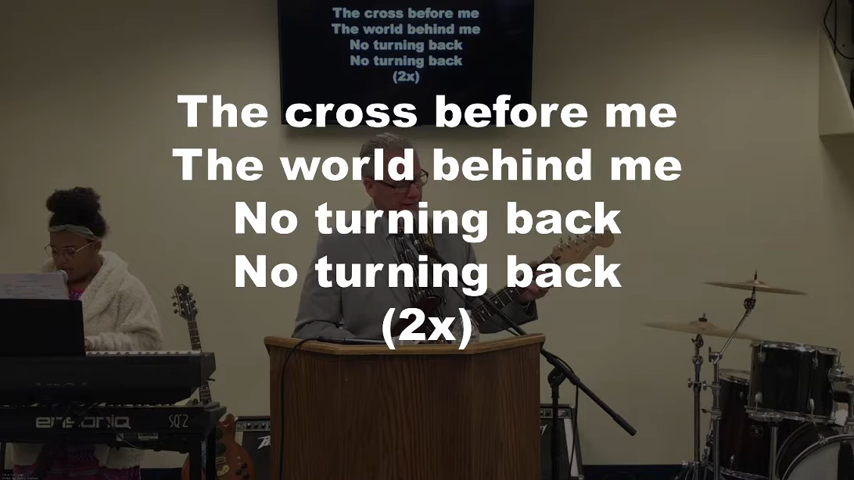 The cross before me
The world behind me
No turning back
No turning back
(2x)
The cross before me
The world behind me
No turning back
No turning back
(2x)
ensoniq SQ2